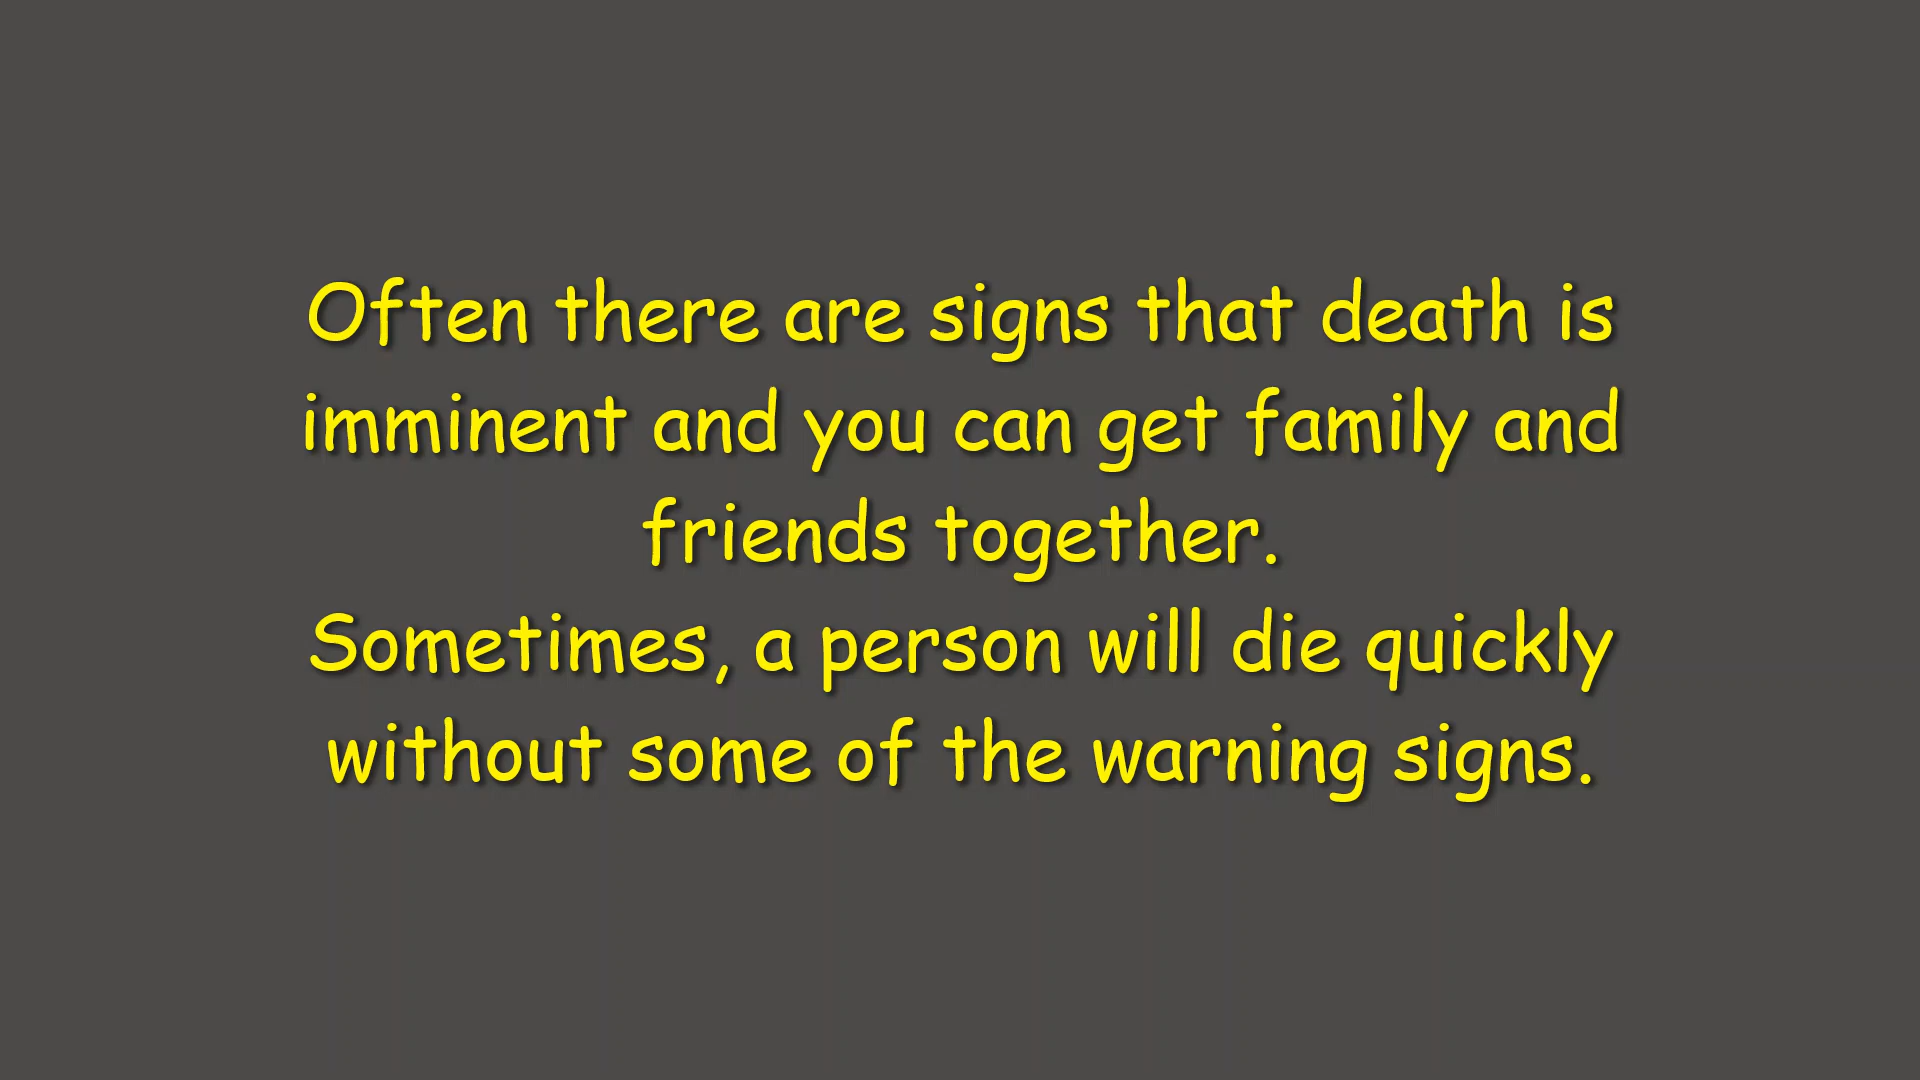 Often there are signs that death is
imminent and you can get family and
friends together.
Sometimes, a person will die quickly
without some of the warning signs.